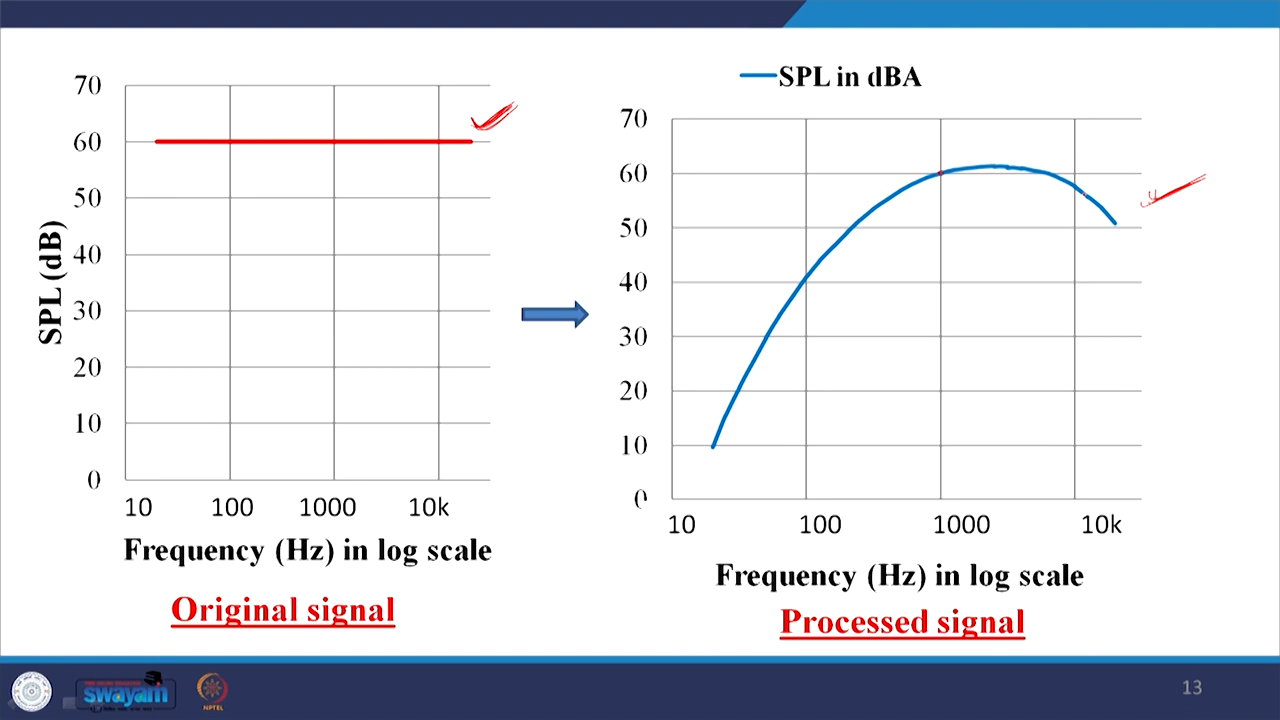 SPL in dBA
70
60
50
40
30
20
10
0
SPL (dB)
10 100 1000 10k
Frequency (Hz) in log scale
Original signal
70
60
50
40
30
20
10
0
10 100 1000 10k
Frequency (Hz) in log scale
Processed signal
swayam
NPTEL
13